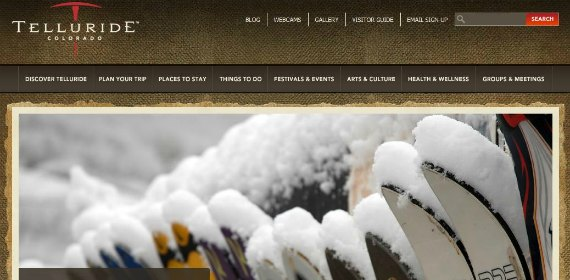 TELLURIDE™
COLORADO
BLOG WEBCAMS GALLERY VISITOR GUIDE EMAIL SIGN UP SEARCH
DISCOVER TELLURIDE PLAN YOUR TRIP PLACES TO STAY THINGS TO DO FESTIVALS & EVENTS ARTS & CULTURE HEALTH & WELLNESS GROUPS & MEETINGS